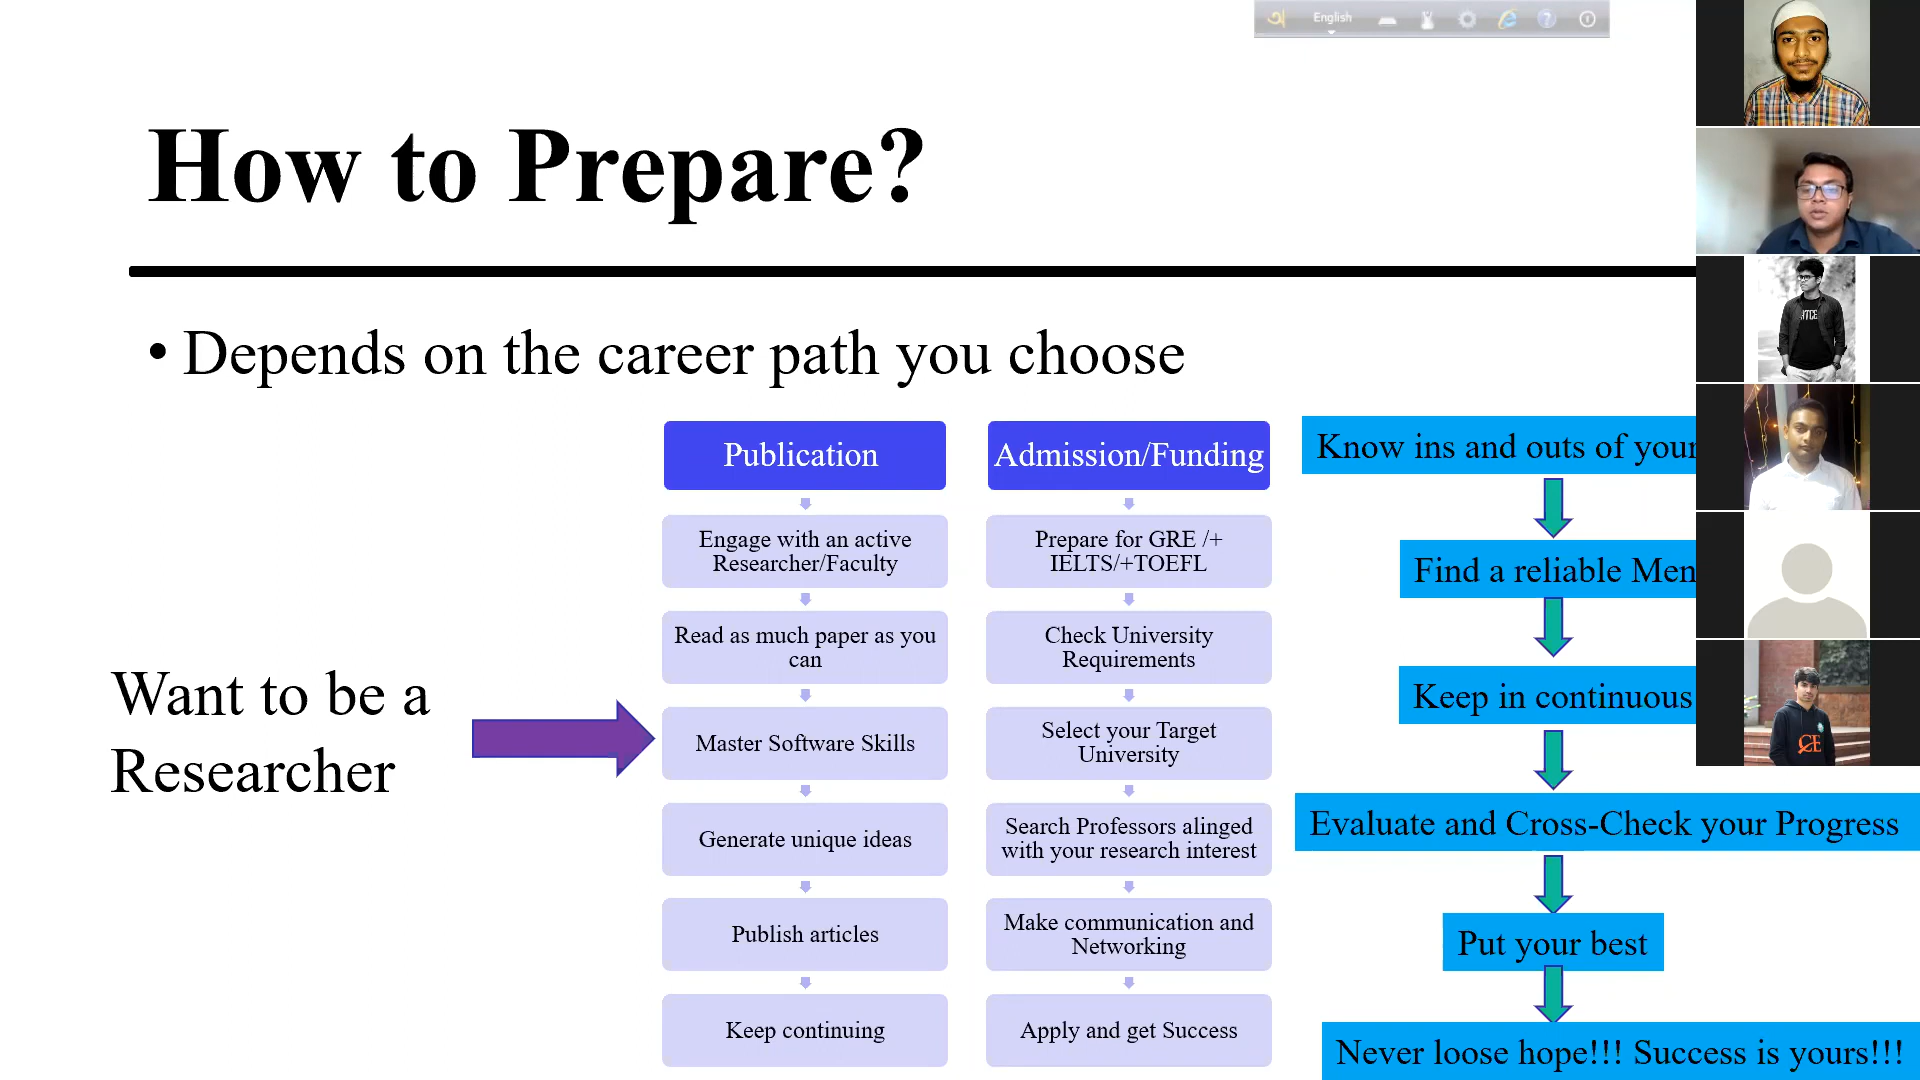 অ English
How to Prepare?
• Depends on the career path you choose
Want to be a
Researcher
Publication
Engage with an active
Researcher/Faculty
Read as much paper as you
can
Master Software Skills
Generate unique ideas
Publish articles
Keep continuing
Admission/Funding
Prepare for GRE /+
IELTS/+TOEFL
Check University
Requirements
Select your Target
University
Search Professors alinged
with your research interest
Make communication and
Networking
Apply and get Success
Know ins and outs of your
Find a reliable Men
Keep in continuous
Evaluate and Cross-Check your Progress
Put your best
Never loose hope!!! Success is yours!!!
CE